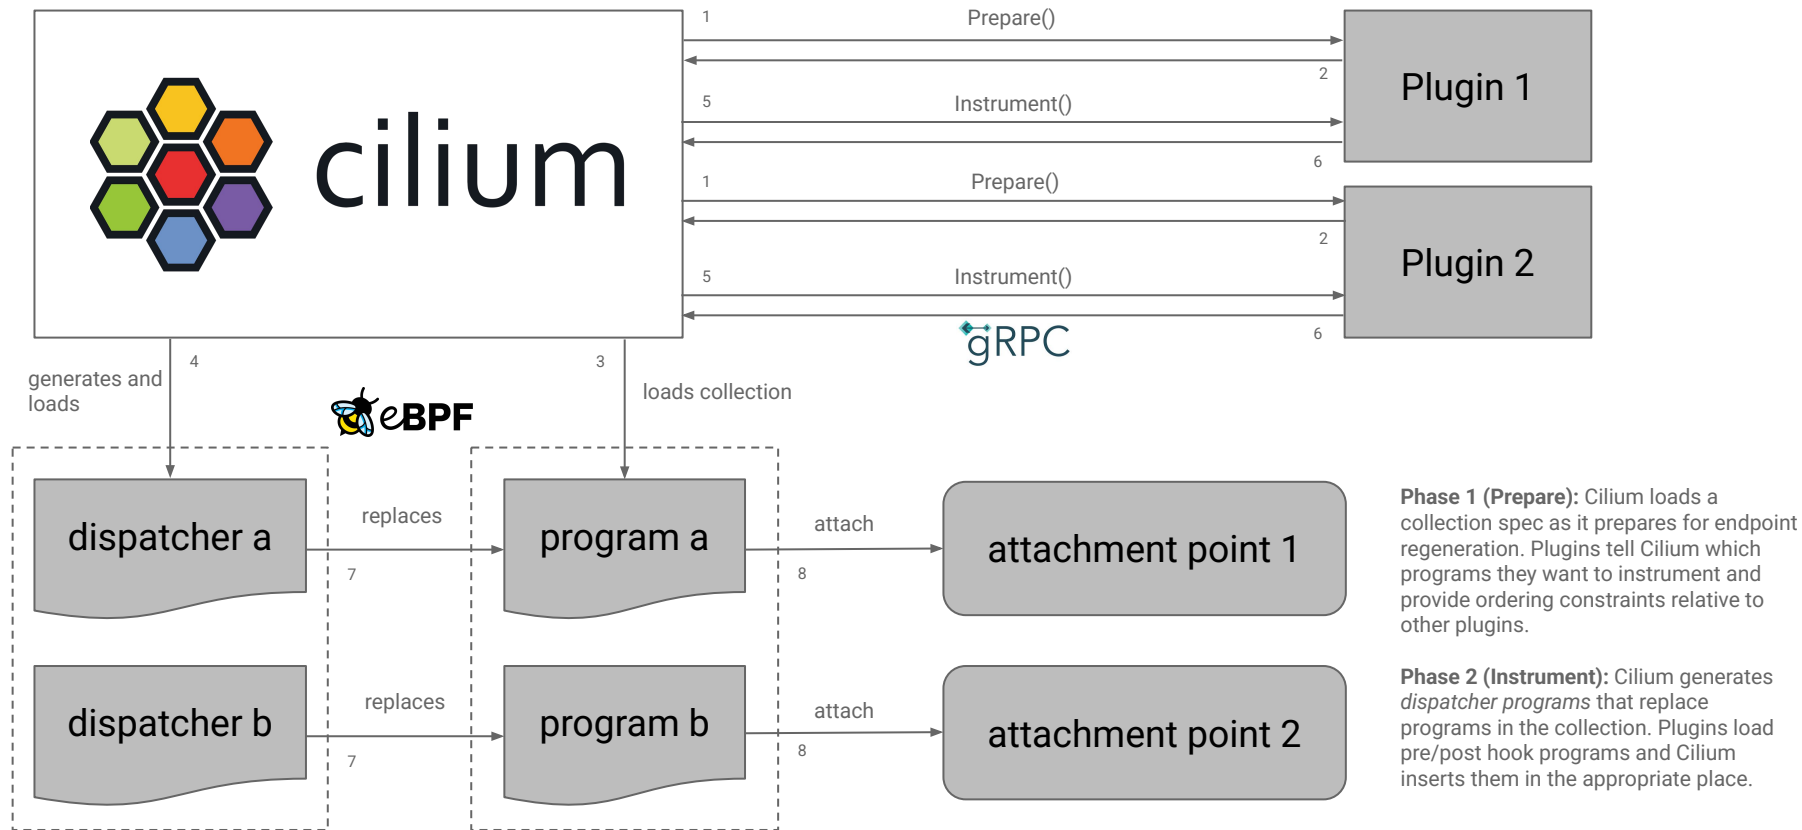 1
Prepare()
2
Plugin 1
5
Instrument()
6
cilium
1
Prepare()
2
Plugin 2
5
Instrument()
6
gRPC
4
generates and
loads
3
loads collection
eBPF
dispatcher a
replaces
7
program a
attach
8
attachment point 1
dispatcher b
replaces
7
program b
attach
8
attachment point 2
Phase 1 (Prepare): Cilium loads a
collection spec as it prepares for endpoint
regeneration. Plugins tell Cilium which
programs they want to instrument and
provide ordering constraints relative to
other plugins.
Phase 2 (Instrument): Cilium generates
dispatcher programs that replace
programs in the collection. Plugins load
pre/post hook programs and Cilium
inserts them in the appropriate place.